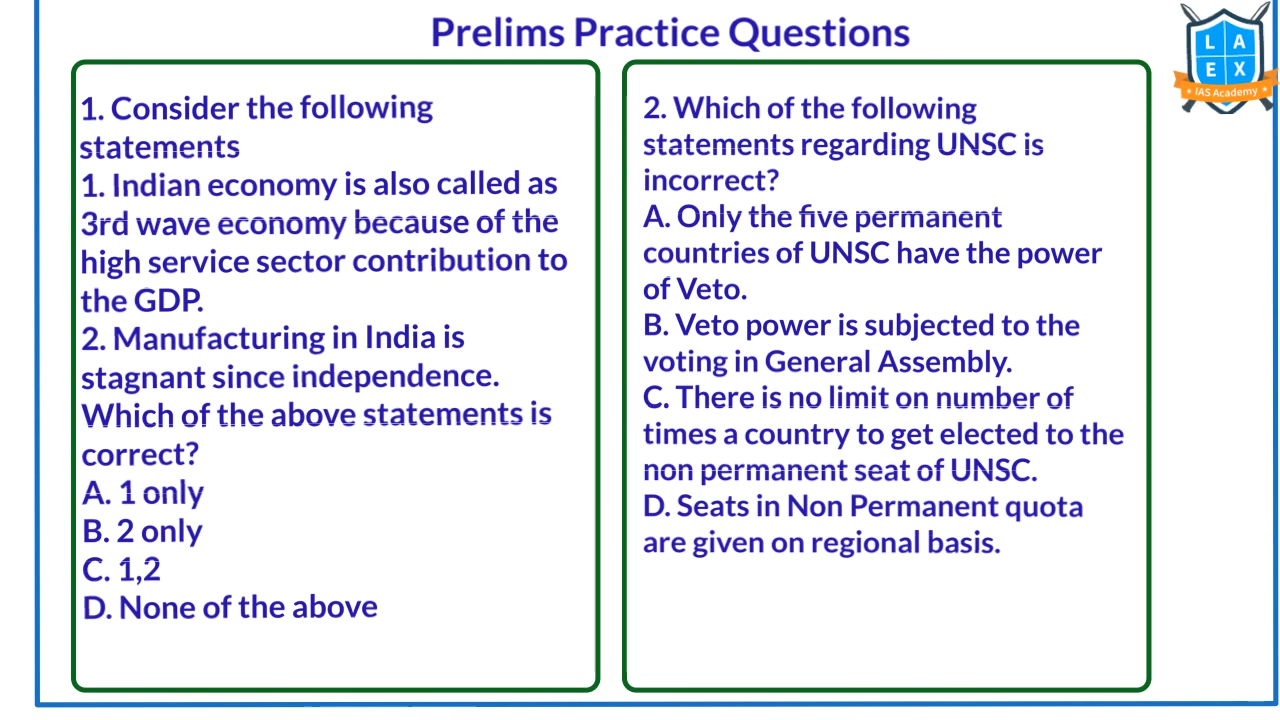 Prelims Practice Questions
L A
E X
IAS Academy
1. Consider the following
statements
1. Indian economy is also called as
3rd wave economy because of the
high service sector contribution to
the GDP.
2. Manufacturing in India is
stagnant since independence.
Which of the above statements is
correct?
A. 1 only
B. 2 only
C. 1,2
D. None of the above
2. Which of the following
statements regarding UNSC is
incorrect?
A. Only the five permanent
countries of UNSC have the power
of Veto.
B. Veto power is subjected to the
voting in General Assembly.
C. There is no limit on number of
times a country to get elected to the
non permanent seat of UNSC.
D. Seats in Non Permanent quota
are given on regional basis.